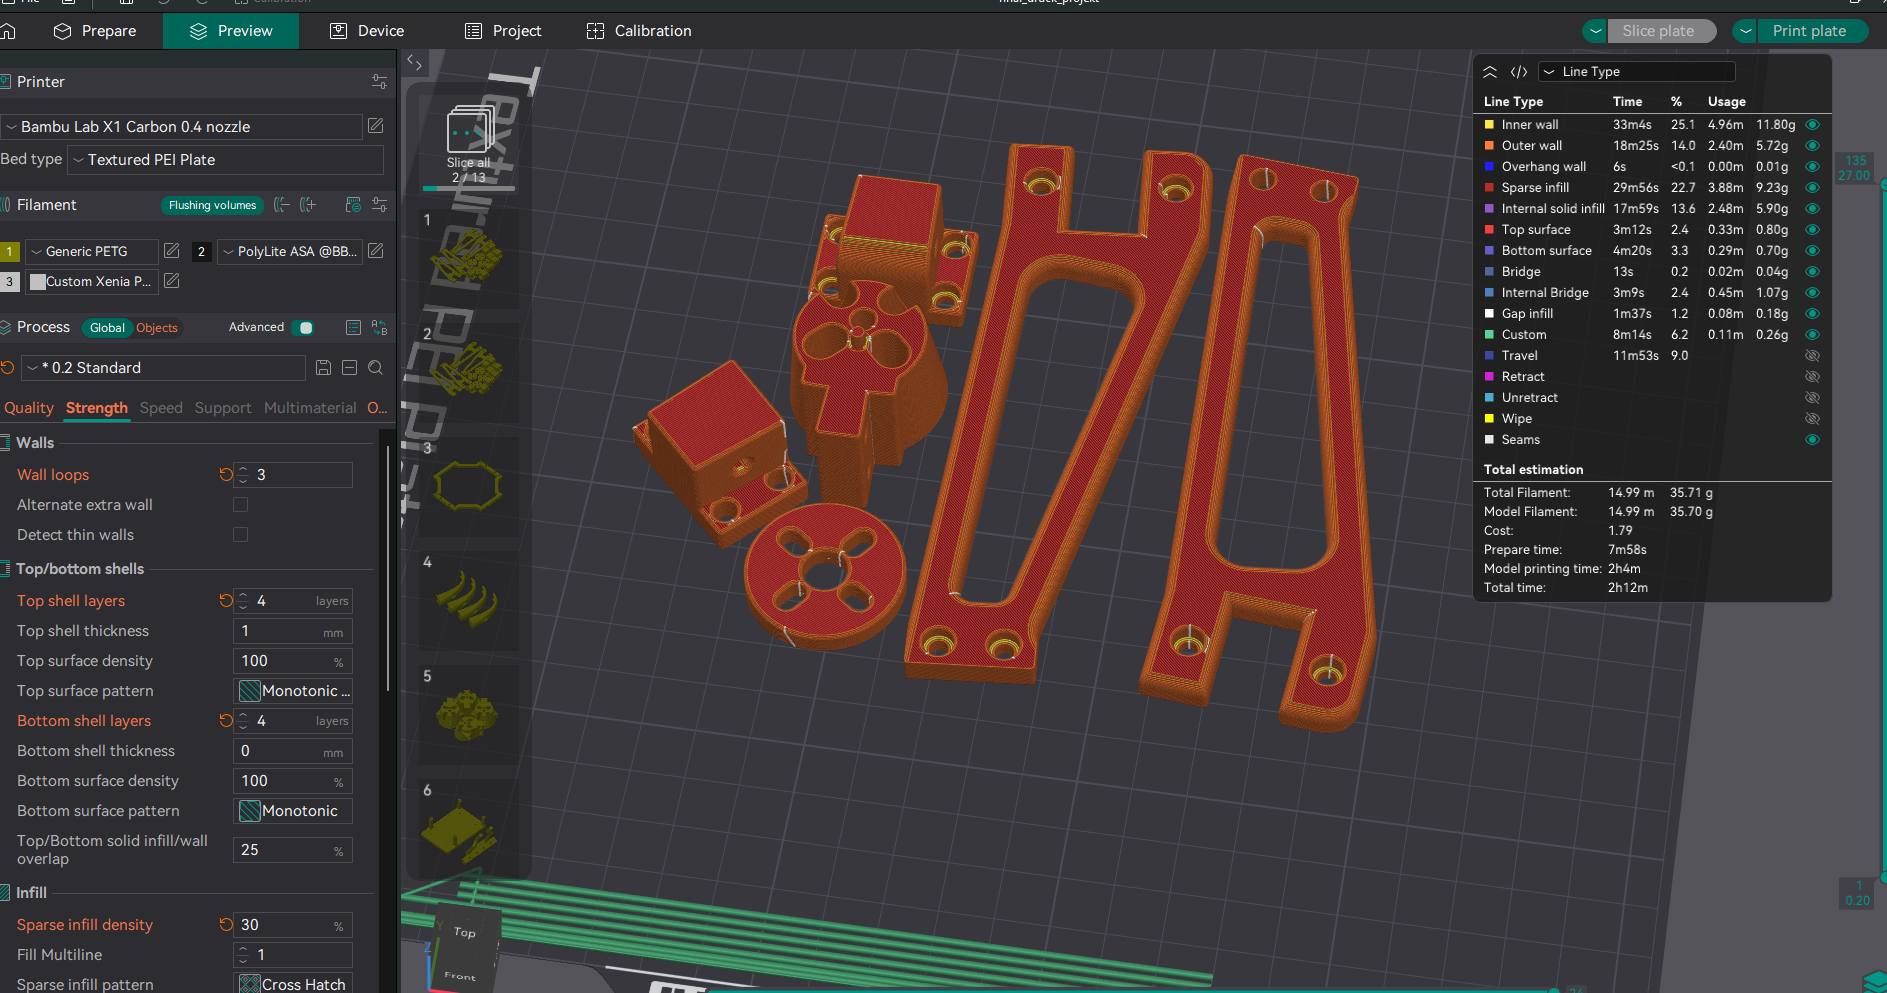 Calibration
final_druck_projekt
Prepare
Preview
Device
Project
Calibration
Slice plate
Print plate
Printer
Bambu Lab X1 Carbon 0.4 nozzle
Bed type
Textured PEI Plate
Filament
Flushing volumes
1
Generic PETG
2
PolyLite ASA @BB...
3
Custom Xenia P...
Process
Global
Objects
Advanced
* 0.2 Standard
Quality
Strength
Speed
Support
Multimaterial
O...
Walls
Wall loops
3
Alternate extra wall
Detect thin walls
Top/bottom shells
Top shell layers
4
layers
Top shell thickness
1
mm
Top surface density
100
%
Top surface pattern
Monotonic ...
Bottom shell layers
4
layers
Bottom shell thickness
0
mm
Bottom surface density
100
%
Bottom surface pattern
Monotonic
Top/Bottom solid infill/wall
overlap
25
%
Infill
Sparse infill density
30
%
Fill Multiline
1
Sparse infill pattern
Cross Hatch
Slice all
2 / 13
1
2
3
4
5
6
Textured PEI Plate
Top
Front
Y
Z
Line Type
Line Type Time % Usage
Inner wall 33m4s 25.1 4.96m 11.80g
Outer wall 18m25s 14.0 2.40m 5.72g
Overhang wall 6s <0.1 0.00m 0.01g
Sparse infill 29m56s 22.7 3.88m 9.23g
Internal solid infill 17m59s 13.6 2.48m 5.90g
Top surface 3m12s 2.4 0.33m 0.80g
Bottom surface 4m20s 3.3 0.29m 0.70g
Bridge 13s 0.2 0.02m 0.04g
Internal Bridge 3m9s 2.4 0.45m 1.07g
Gap infill 1m37s 1.2 0.08m 0.18g
Custom 8m14s 6.2 0.11m 0.26g
Travel 11m53s 9.0
Retract
Unretract
Wipe
Seams
Total estimation
Total Filament: 14.99 m 35.71 g
Model Filament: 14.99 m 35.70 g
Cost: 1.79
Prepare time: 7m58s
Model printing time: 2h4m
Total time: 2h12m
135
27.00
1
0.20